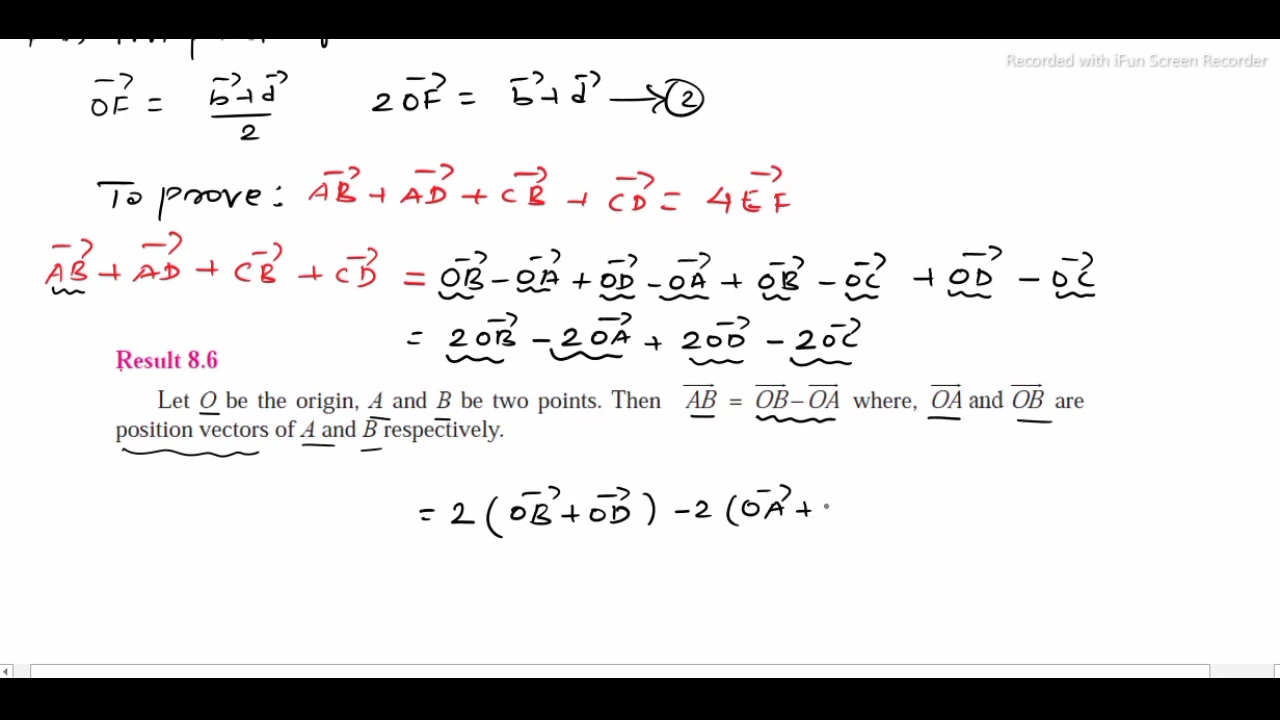 Recorded with iFun Screen Recorder
OF⃗ = (b⃗ + d⃗)/2    2OF⃗ = b⃗ + d⃗ → ②
To prove: AB⃗ + AD⃗ + CB⃗ + CD⃗ = 4EF⃗
AB⃗ + AD⃗ + CB⃗ + CD⃗ = OB⃗ − OA⃗ + OD⃗ − OA⃗ + OB⃗ − OC⃗ + OD⃗ − OC⃗
= 2OB⃗ − 2OA⃗ + 2OD⃗ − 2OC⃗
Result 8.6
Let O be the origin, A and B be two points. Then AB⃗ = OB⃗ − OA⃗ where, OA⃗ and OB⃗ are
position vectors of A and B respectively.
= 2(OB⃗ + OD⃗) − 2(OA⃗ +